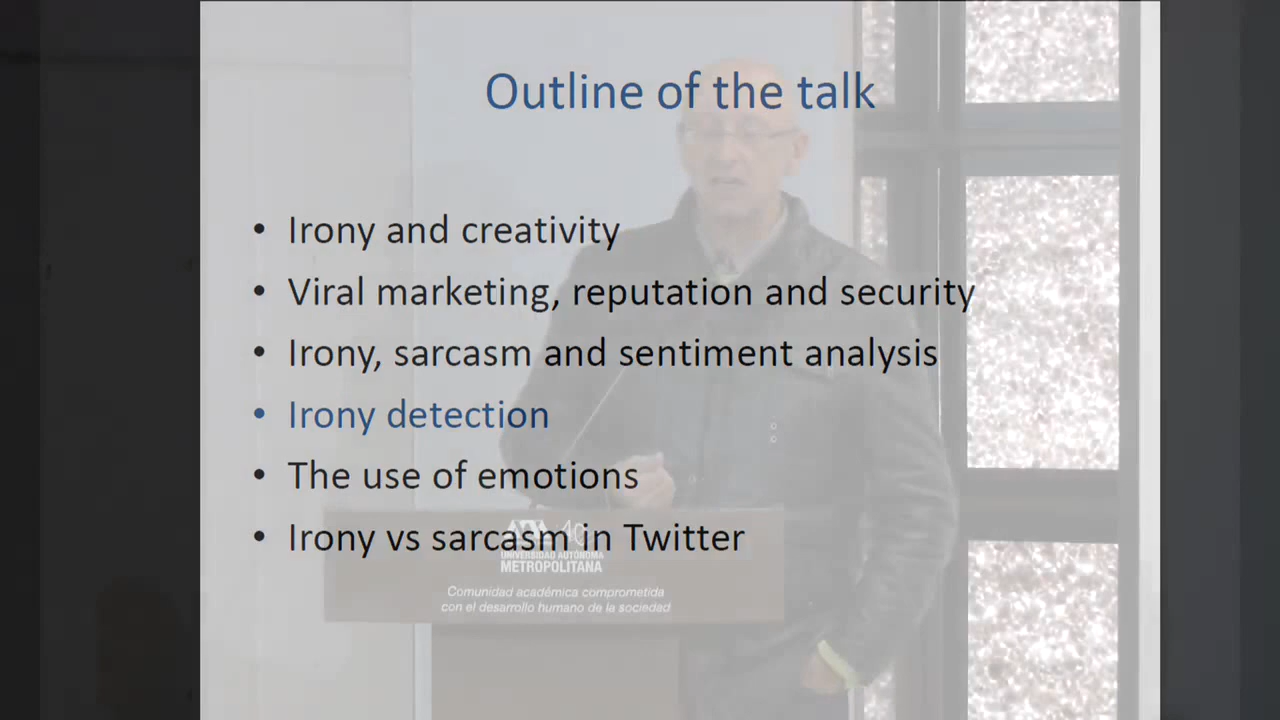 Outline of the talk
• Irony and creativity
• Viral marketing, reputation and security
• Irony, sarcasm and sentiment analysis
• Irony detection
• The use of emotions
• Irony vs sarcasm in Twitter
UNIVERSIDAD AUTÓNOMA
METROPOLITANA
Comunidad académica comprometida
con el desarrollo humano de la sociedad